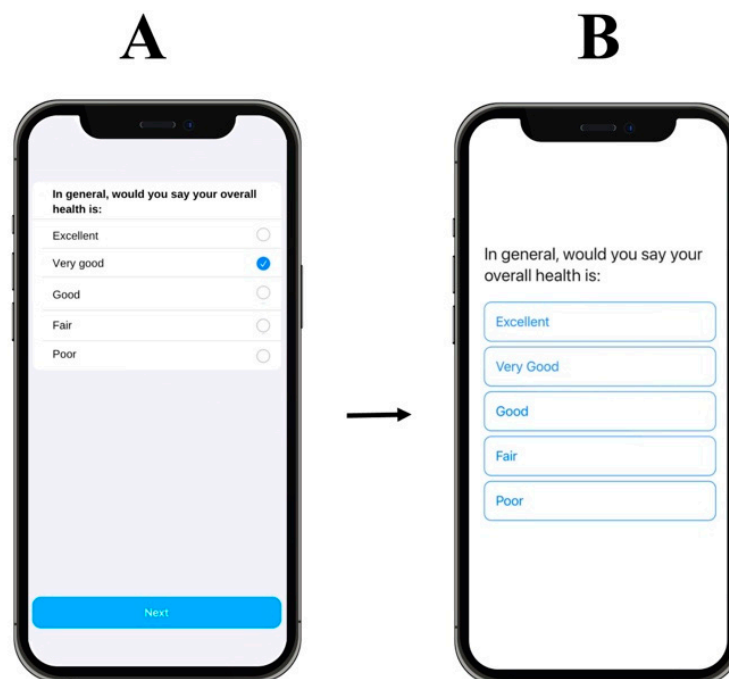 A
B
In general, would you say your overall
health is:
Excellent
Very good
Good
Fair
Poor
Next
In general, would you say your
overall health is:
Excellent
Very Good
Good
Fair
Poor